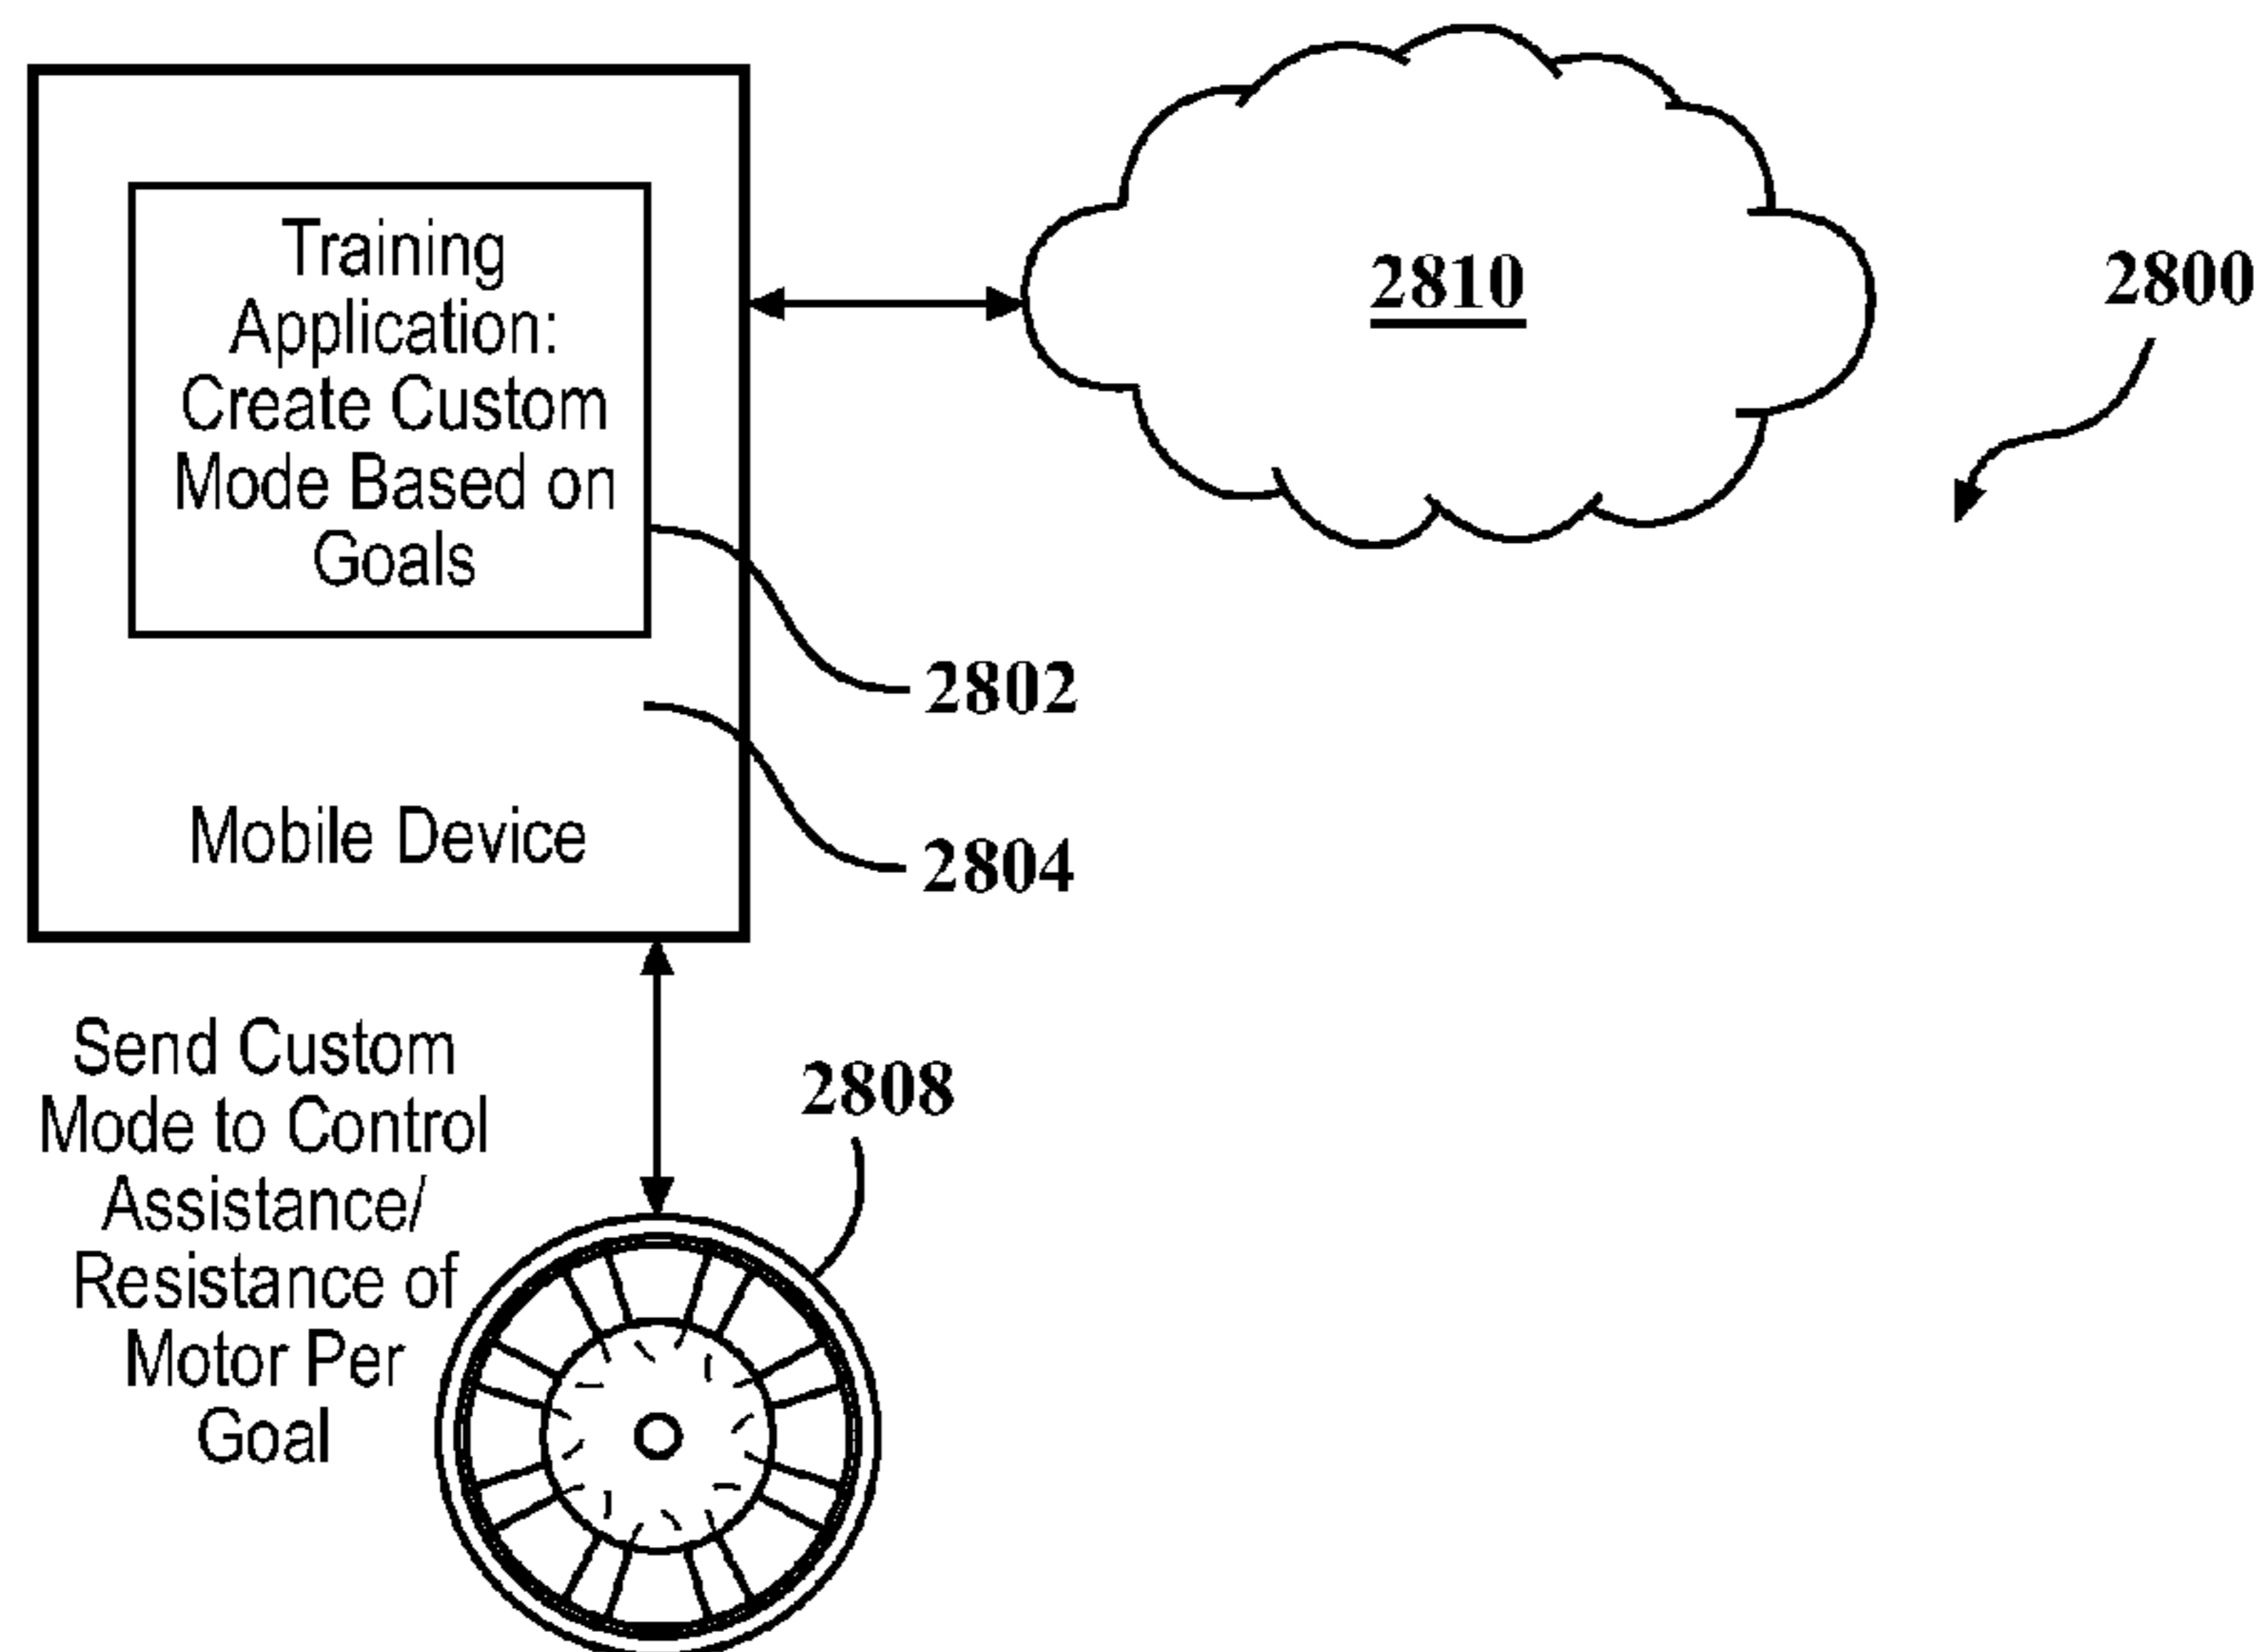 Training
Application:
Create Custom
Mode Based on
Goals
2810
2800
2802
Mobile Device
2804
Send Custom
Mode to Control
Assistance/
Resistance of
Motor Per
Goal
2808